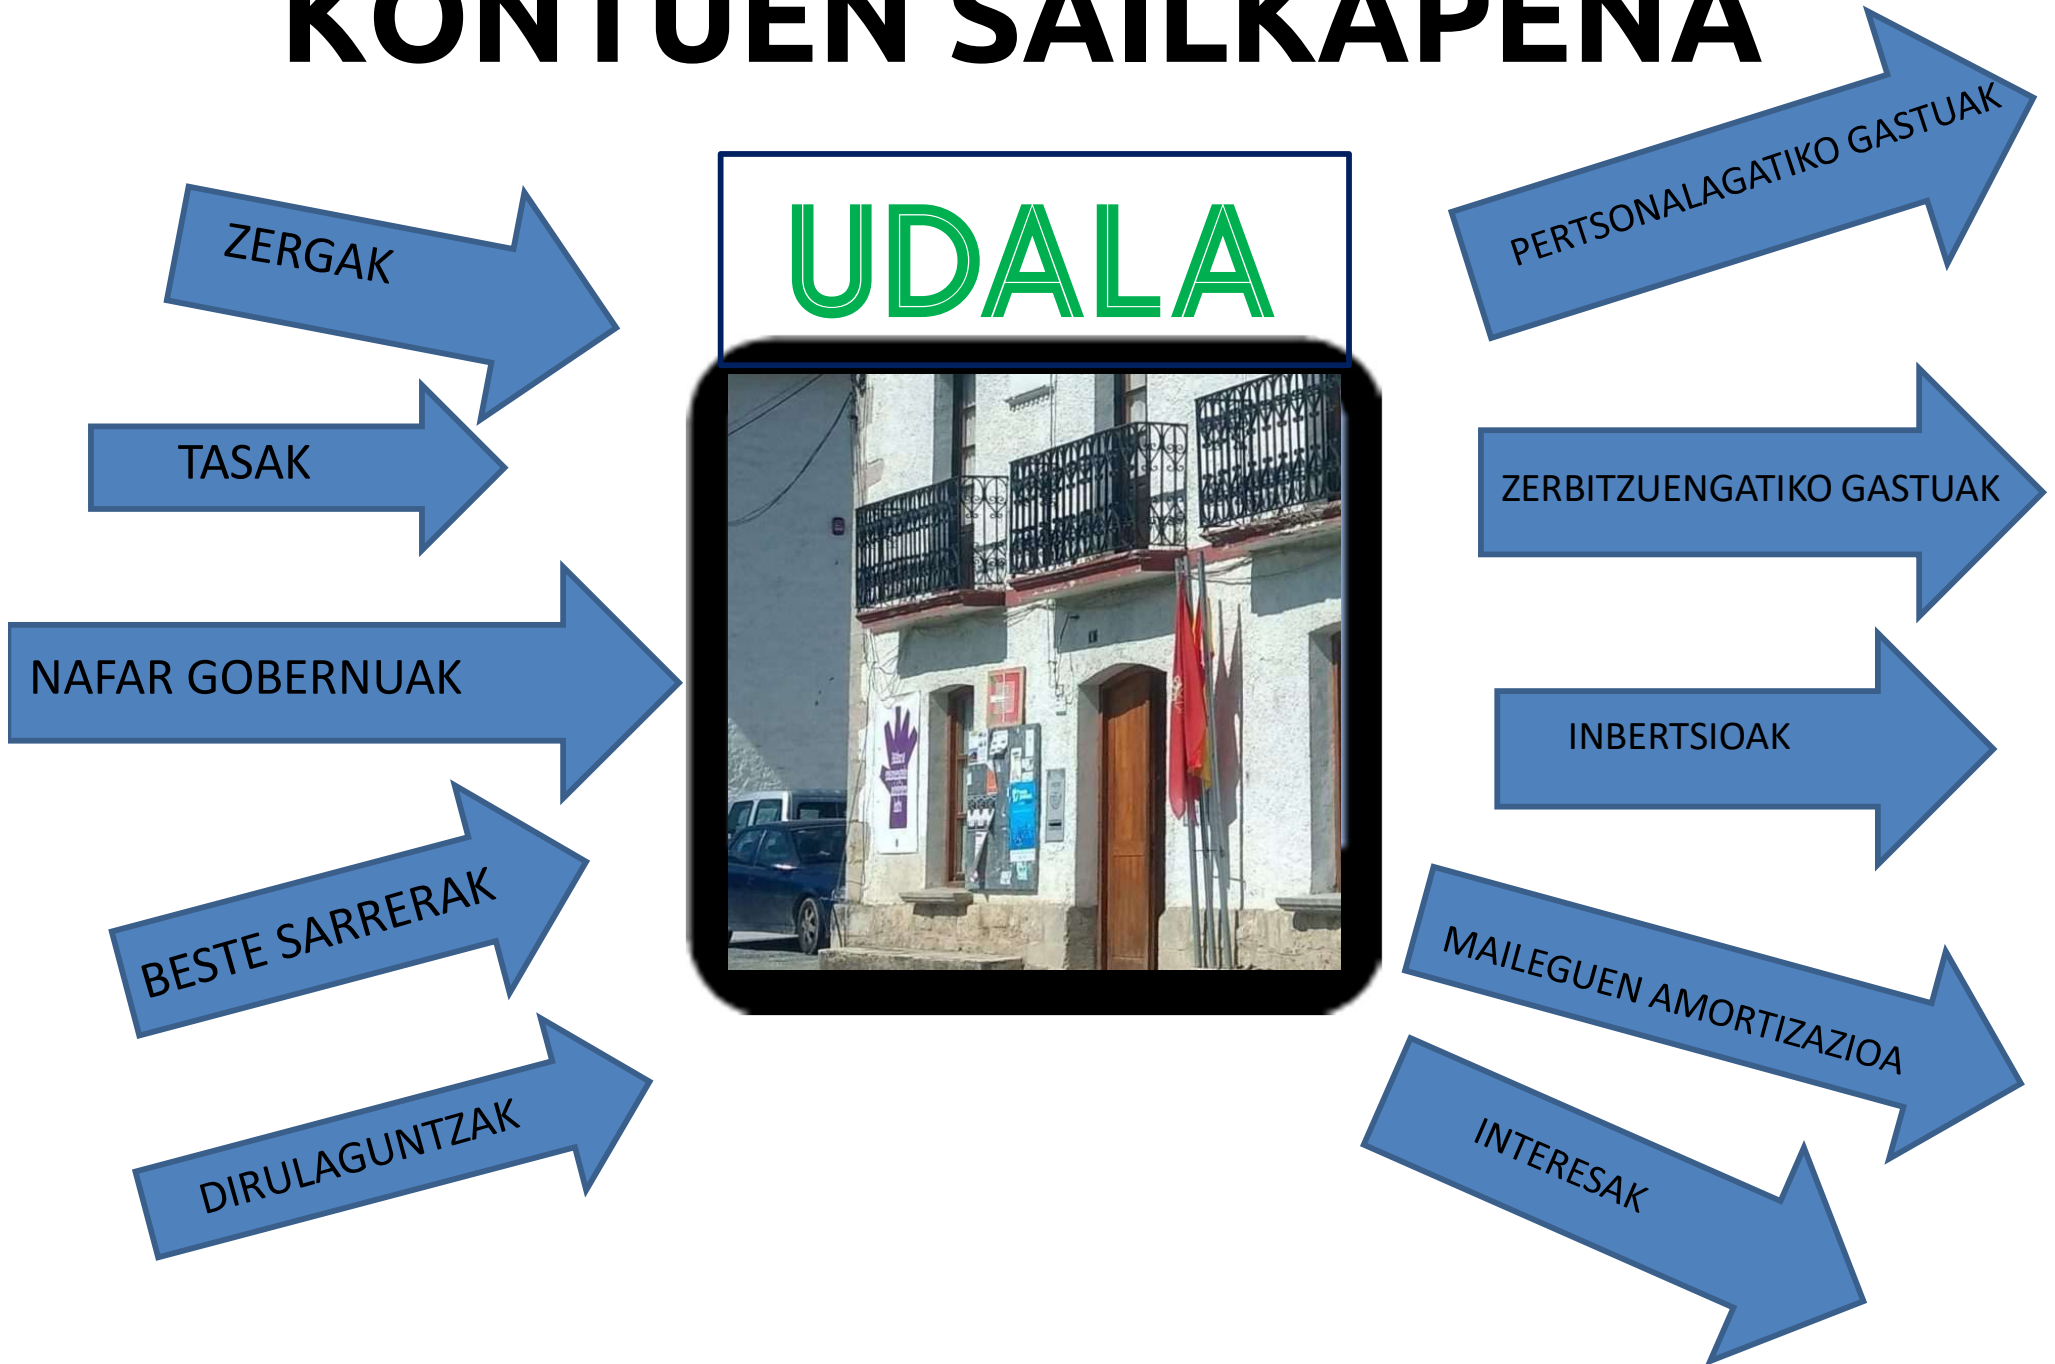 KONTUEN SAILKAPENA
UDALA
ZERGAK
TASAK
NAFAR GOBERNUAK
BESTE SARRERAK
DIRULAGUNTZAK
PERTSONALAGATIKO GASTUAK
ZERBITZUENGATIKO GASTUAK
INBERTSIOAK
MAILEGUEN AMORTIZAZIOA
INTERESAK